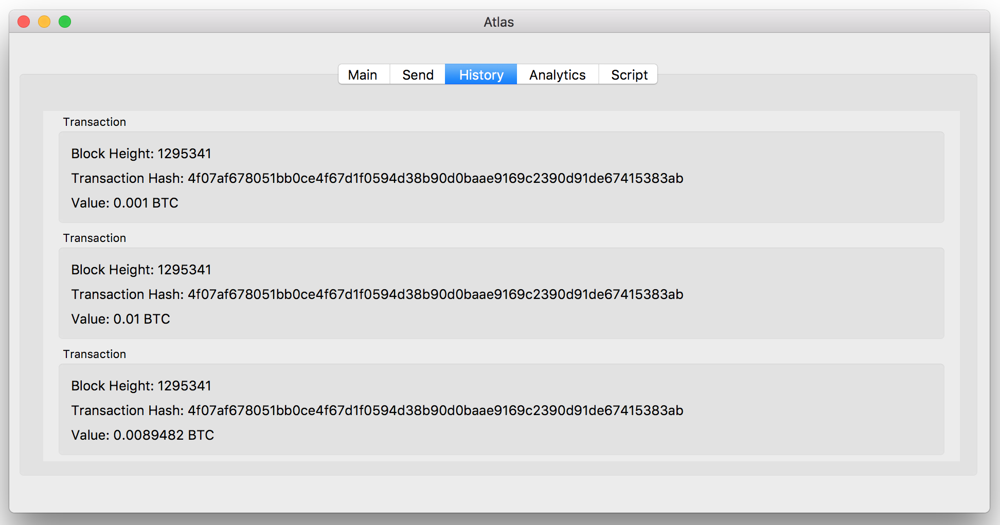 Atlas
Main Send History Analytics Script
Transaction
Block Height: 1295341
Transaction Hash: 4f07af678051bb0ce4f67d1f0594d38b90d0baae9169c2390d91de67415383ab
Value: 0.001 BTC
Transaction
Block Height: 1295341
Transaction Hash: 4f07af678051bb0ce4f67d1f0594d38b90d0baae9169c2390d91de67415383ab
Value: 0.01 BTC
Transaction
Block Height: 1295341
Transaction Hash: 4f07af678051bb0ce4f67d1f0594d38b90d0baae9169c2390d91de67415383ab
Value: 0.0089482 BTC